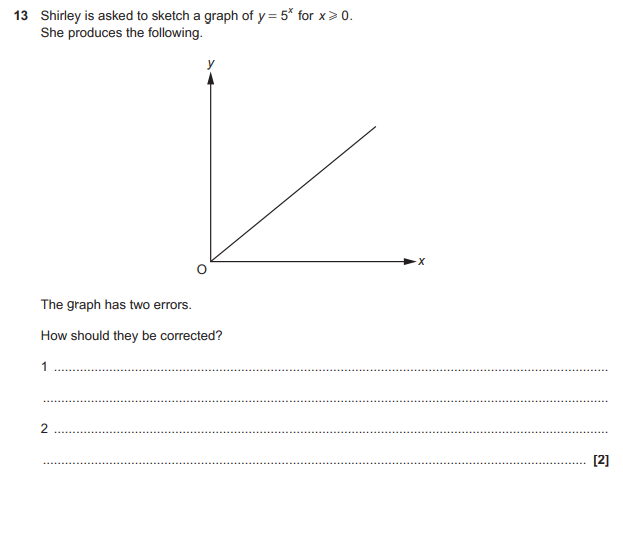 13 Shirley is asked to sketch a graph of y = 5ˣ for x ⩾ 0.
She produces the following.
y
x
O
The graph has two errors.
How should they be corrected?
1
2
[2]